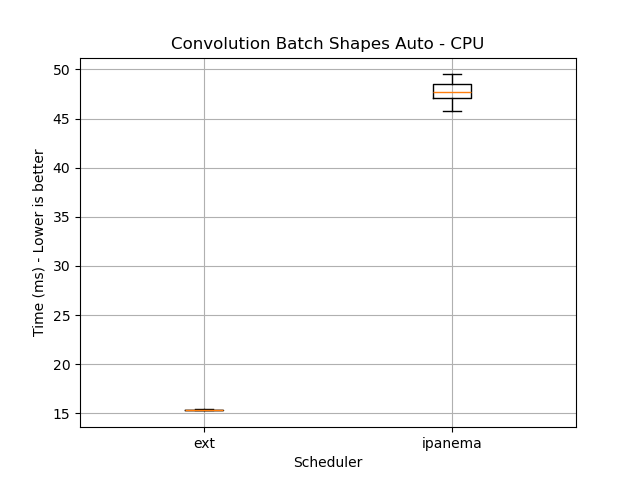 Convolution Batch Shapes Auto - CPU
Time (ms) - Lower is better
50
45
40
35
30
25
20
15
ext
ipanema
Scheduler